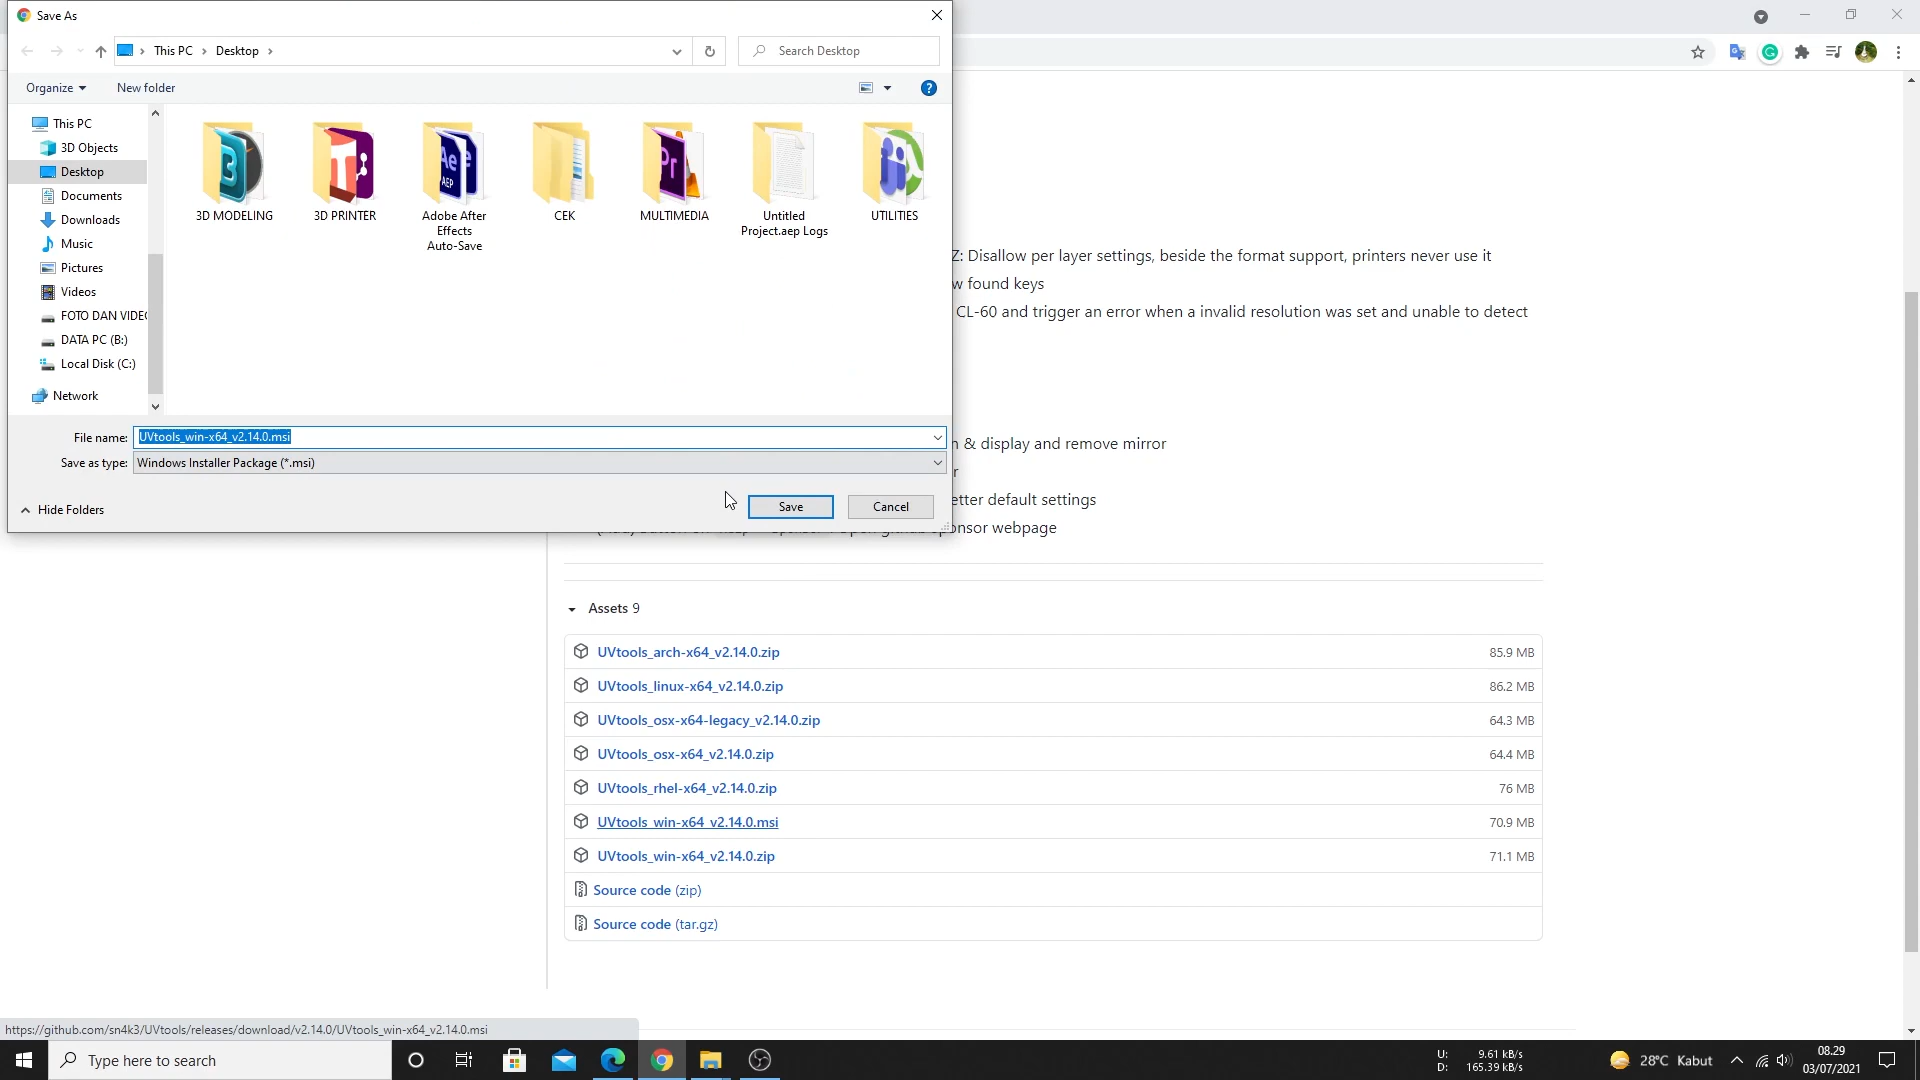 Save As
This PC
Desktop
Search Desktop
Organize
New folder
This PC
3D Objects
Desktop
Documents
Downloads
Music
Pictures
Videos
FOTO DAN VIDEO
DATA PC (B:)
Local Disk (C:)
Network
3D MODELING
3D PRINTER
Adobe After
Effects
Auto-Save
CEK
MULTIMEDIA
Untitled
Project.aep Logs
UTILITIES
File name: UVtools_win-x64_v2.14.0.msi
Save as type: Windows Installer Package (*.msi)
Hide Folders
Save
Cancel
Z: Disallow per layer settings, beside the format support, printers never use it
w found keys
CL-60 and trigger an error when a invalid resolution was set and unable to detect
n & display and remove mirror
r
etter default settings
onsor webpage
Assets 9
UVtools_arch-x64_v2.14.0.zip 85.9 MB
UVtools_linux-x64_v2.14.0.zip 86.2 MB
UVtools_osx-x64-legacy_v2.14.0.zip 64.3 MB
UVtools_osx-x64_v2.14.0.zip 64.4 MB
UVtools_rhel-x64_v2.14.0.zip 76 MB
UVtools_win-x64_v2.14.0.msi 70.9 MB
UVtools_win-x64_v2.14.0.zip 71.1 MB
Source code (zip)
Source code (tar.gz)
https://github.com/sn4k3/UVtools/releases/download/v2.14.0/UVtools_win-x64_v2.14.0.msi
Type here to search
U: 9.61 kB/s
D: 165.39 kB/s
28°C Kabut
08.29
03/07/2021